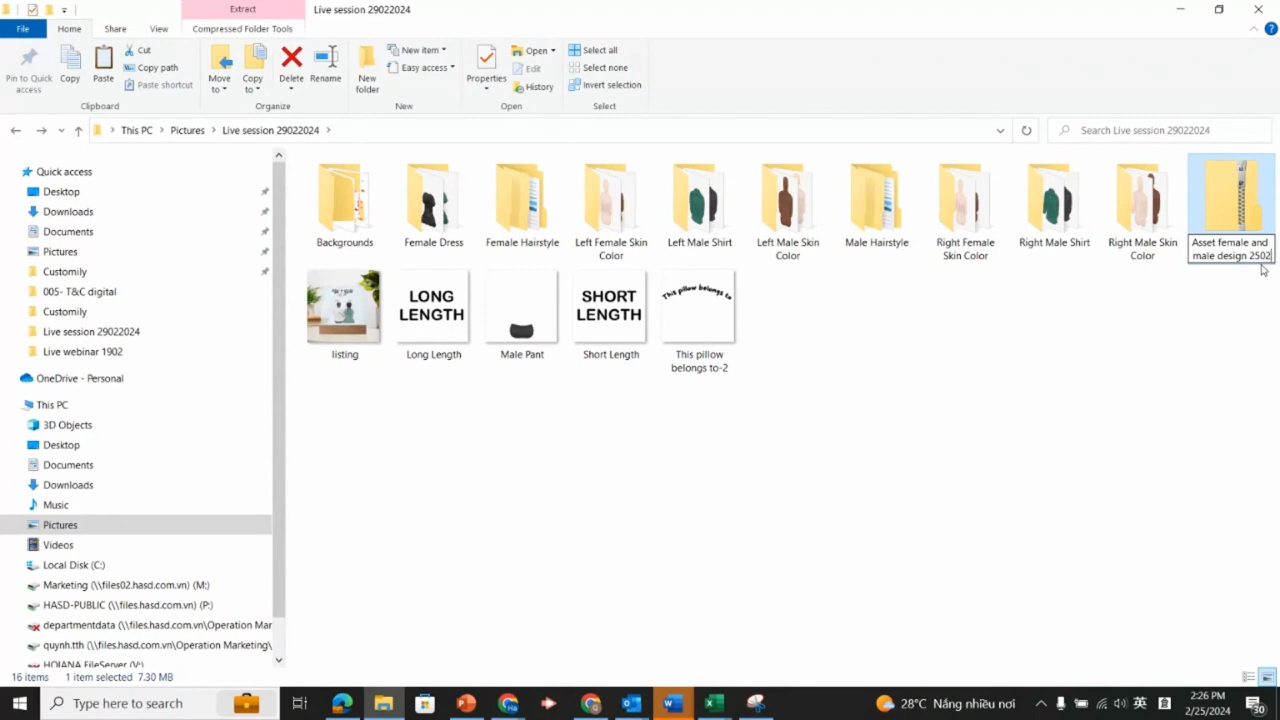 Extract
Live session 29022024
File
Home
Share
View
Compressed Folder Tools
Pin to Quick access
Copy
Paste
Cut
Copy path
Paste shortcut
Clipboard
Move to
Copy to
Delete
Rename
Organize
New folder
New item
Easy access
New
Properties
Open
Edit
History
Open
Select all
Select none
Invert selection
Select
This PC
Pictures
Live session 29022024
Search Live session 29022024
Quick access
Desktop
Downloads
Documents
Pictures
Customily
005- T&C digital
Customily
Live session 29022024
Live webinar 1902
OneDrive - Personal
This PC
3D Objects
Desktop
Documents
Downloads
Music
Pictures
Videos
Local Disk (C:)
Marketing (\\files02.hasd.com.vn) (M:)
HASD-PUBLIC (\\files.hasd.com.vn) (P:)
departmentdata (\\files.hasd.com.vn\Operation Mar
quynh.tth (\\files.hasd.com.vn\Operation Marketing\
HOIANA FileServer (V:)
Backgrounds
Female Dress
Female Hairstyle
Left Female Skin
Color
Left Male Shirt
Left Male Skin
Color
Male Hairstyle
Right Female
Skin Color
Right Male Shirt
Right Male Skin
Color
Asset female and
male design 2502
LONG
LENGTH
SHORT
LENGTH
This pillow belongs to
listing
Long Length
Male Pant
Short Length
This pillow
belongs to-2
16 items
1 item selected 7.30 MB
Type here to search
28°C Nắng nhiều nơi
英
2:26 PM
2/25/2024
30